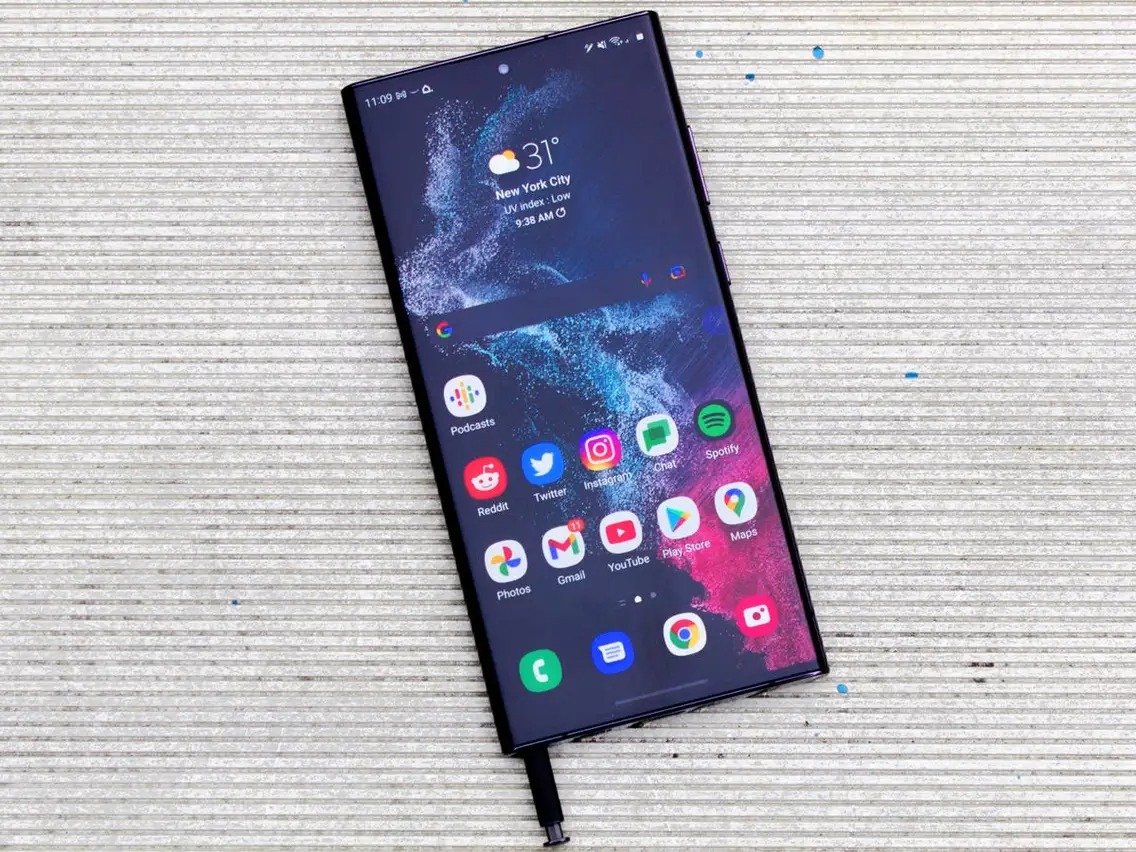 11:09
31°
New York City
UV index : Low
9:38 AM
Podcasts
Reddit
Twitter
Instagram
Chat
Spotify
Photos
11
Gmail
YouTube
Play Store
Maps